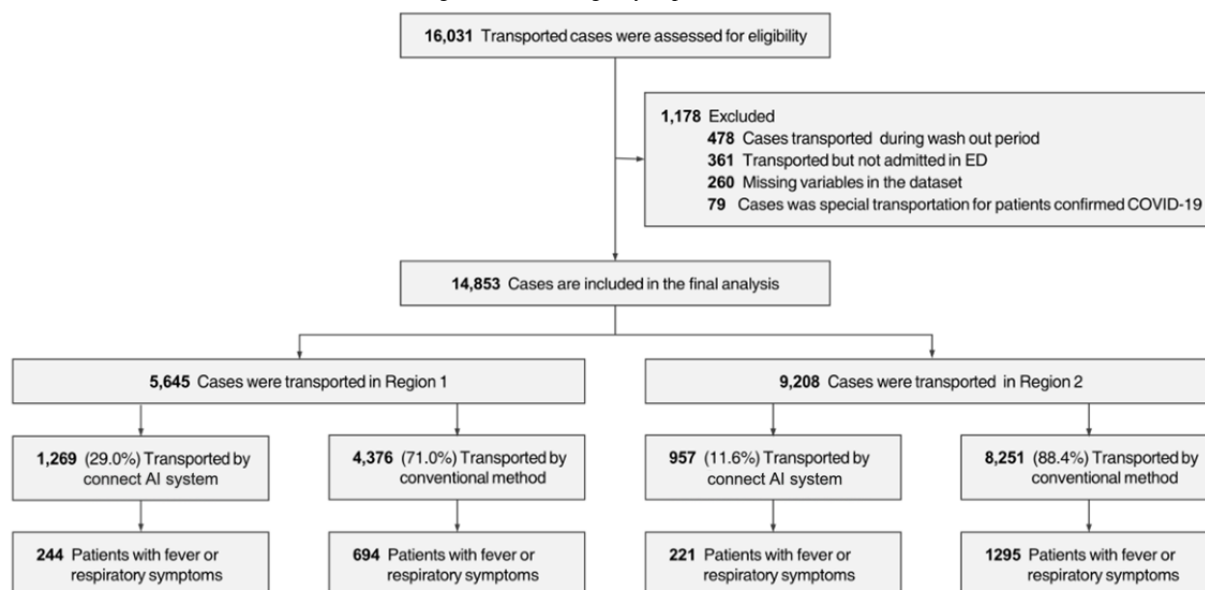 16,031 Transported cases were assessed for eligibility
1,178 Excluded
478 Cases transported during wash out period
361 Transported but not admitted in ED
260 Missing variables in the dataset
79 Cases was special transportation for patients confirmed COVID-19
14,853 Cases are included in the final analysis
5,645 Cases were transported in Region 1
9,208 Cases were transported in Region 2
1,269 (29.0%) Transported by
connect AI system
4,376 (71.0%) Transported by
conventional method
957 (11.6%) Transported by
connect AI system
8,251 (88.4%) Transported by
conventional method
244 Patients with fever or
respiratory symptoms
694 Patients with fever or
respiratory symptoms
221 Patients with fever or
respiratory symptoms
1295 Patients with fever or
respiratory symptoms